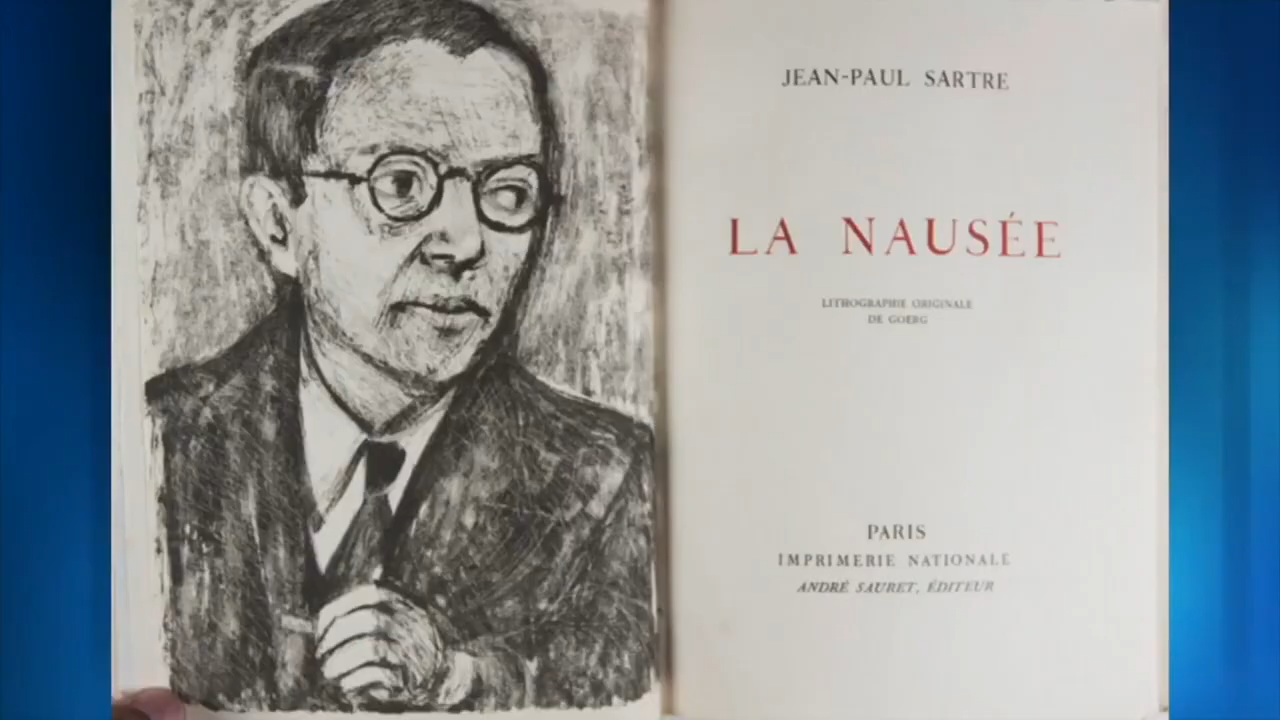 JEAN-PAUL SARTRE
LA NAUSÉE
LITHOGRAPHIE ORIGINALE
DE GOERG
PARIS
IMPRIMERIE NATIONALE
ANDRÉ SAURET, ÉDITEUR